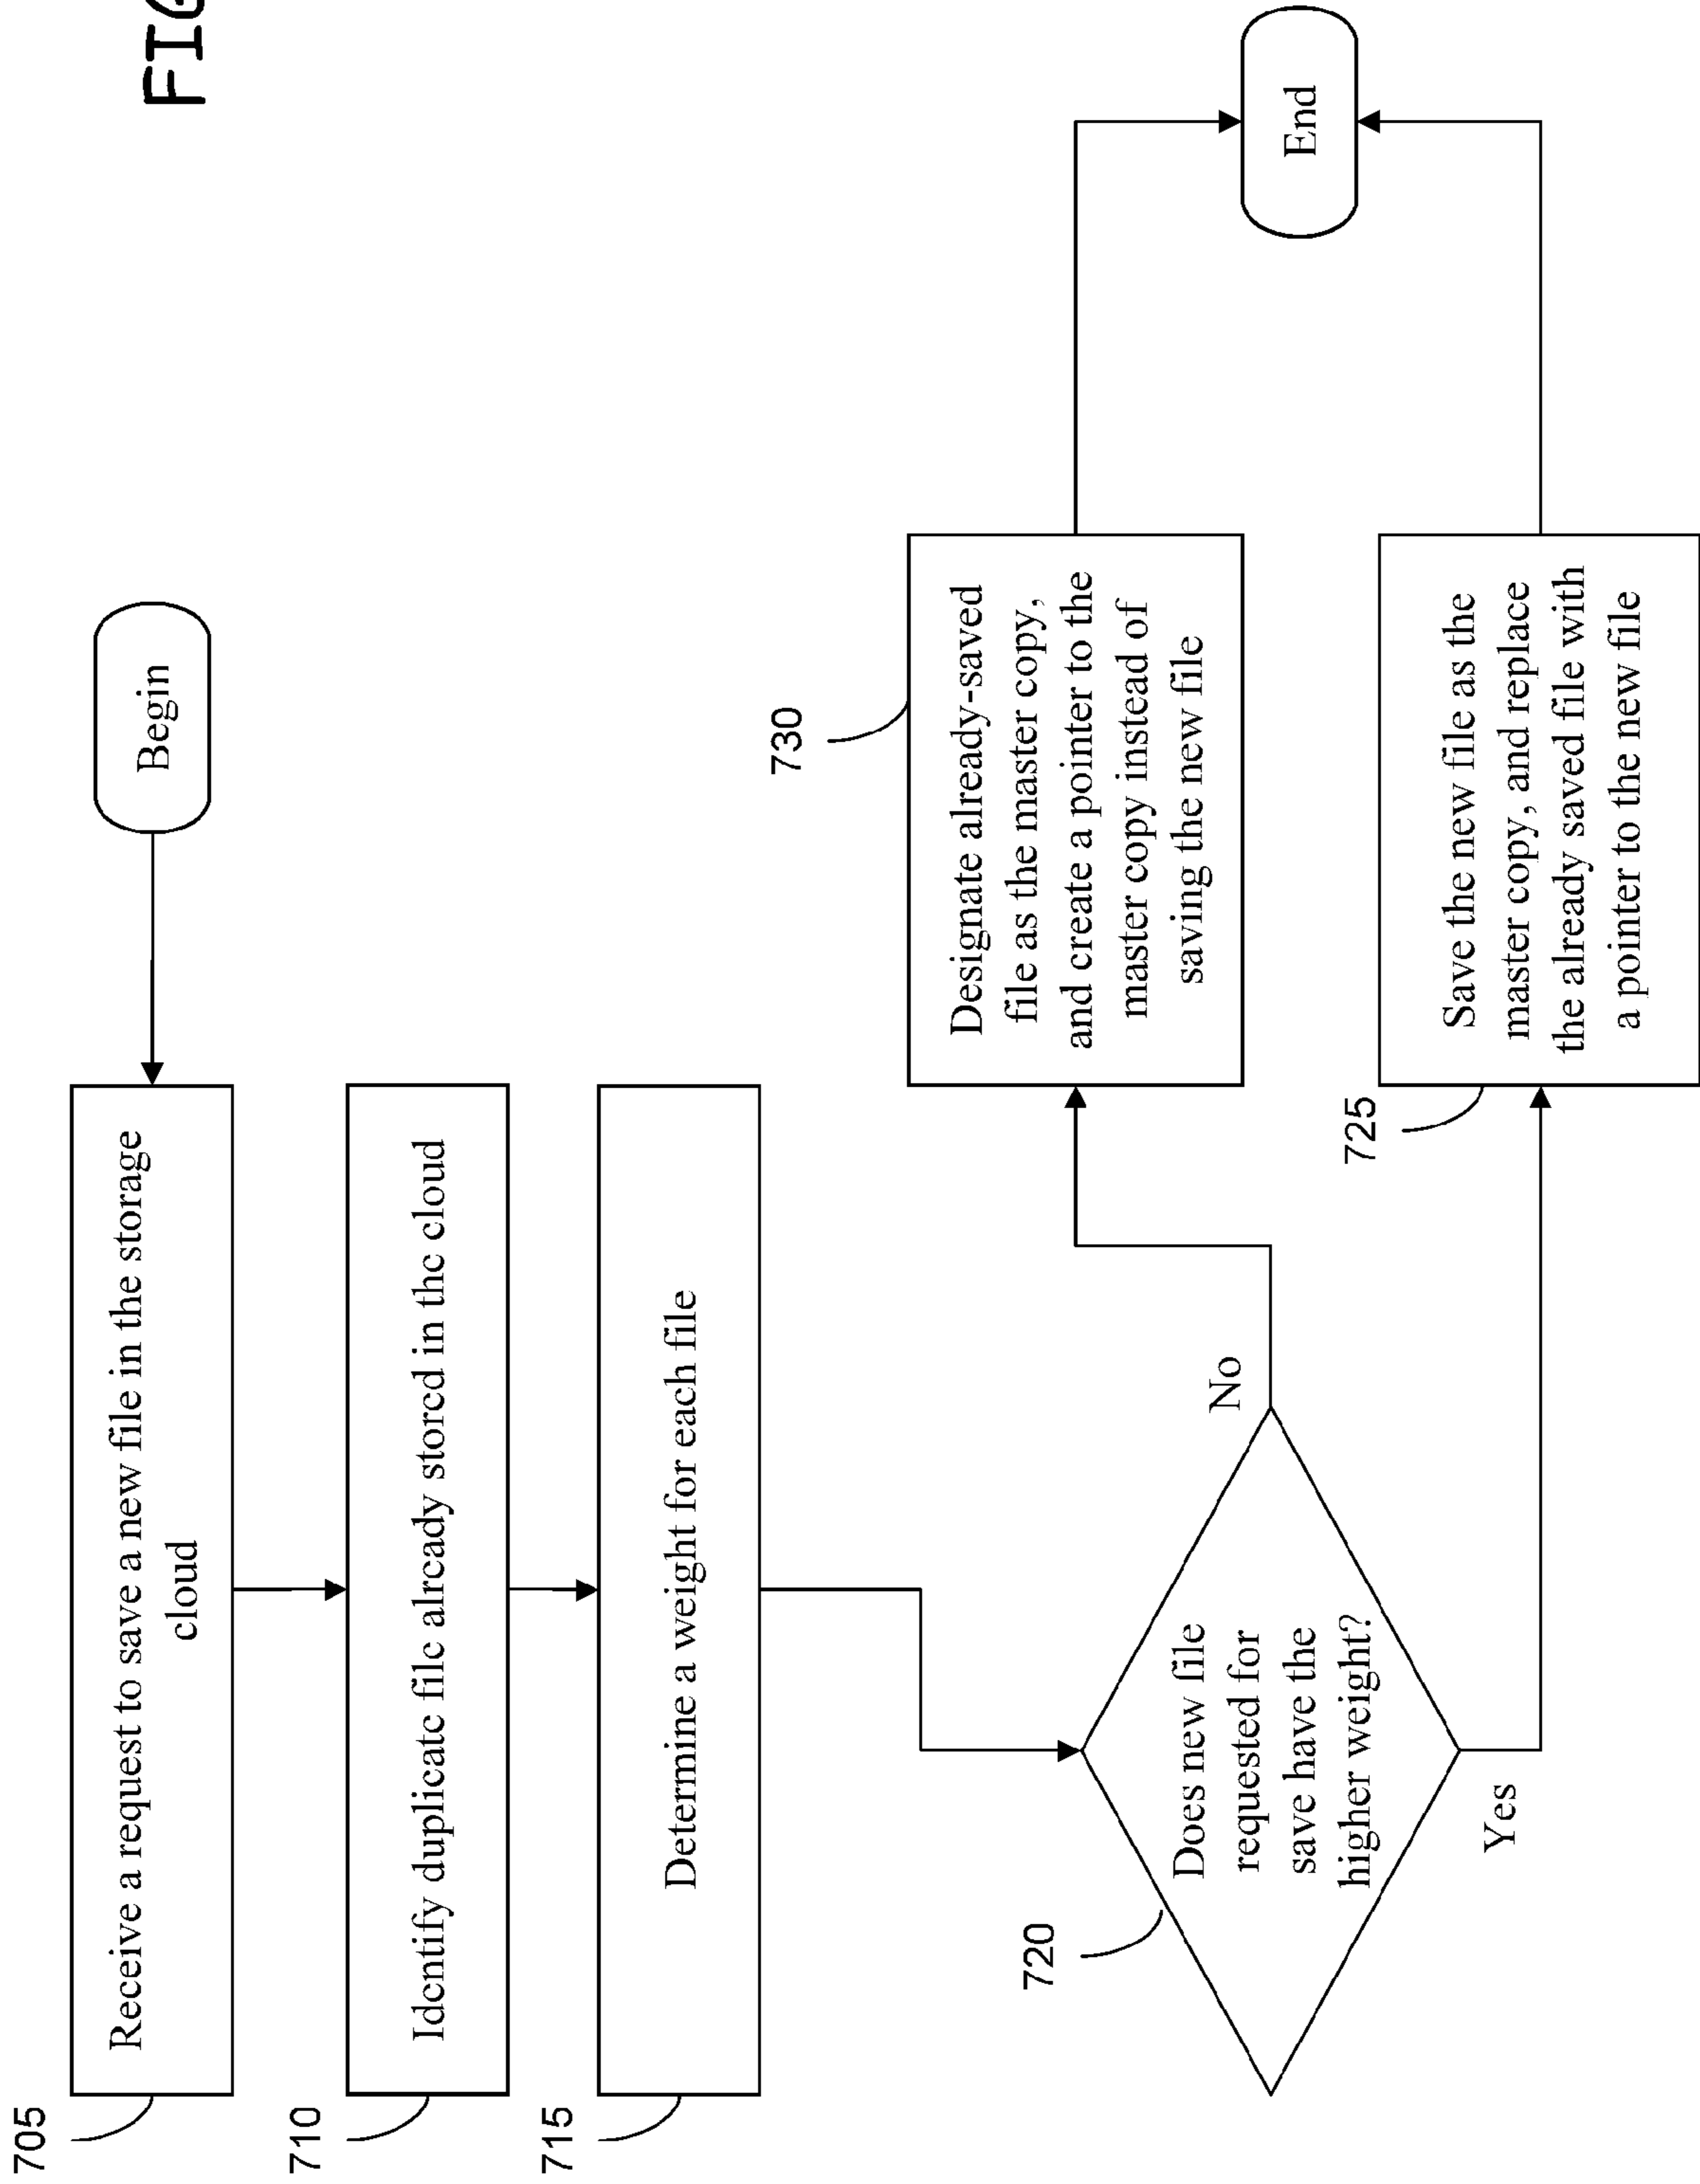 FIG
Begin
705
Receive a request to save a new file in the storage
cloud
710
Identify duplicate file already stored in the cloud
715
Determine a weight for each file
720
Does new file
requested for
save have the
higher weight?
No
Yes
730
Designate already-saved
file as the master copy,
and create a pointer to the
master copy instead of
saving the new file
725
Save the new file as the
master copy, and replace
the already saved file with
a pointer to the new file
End